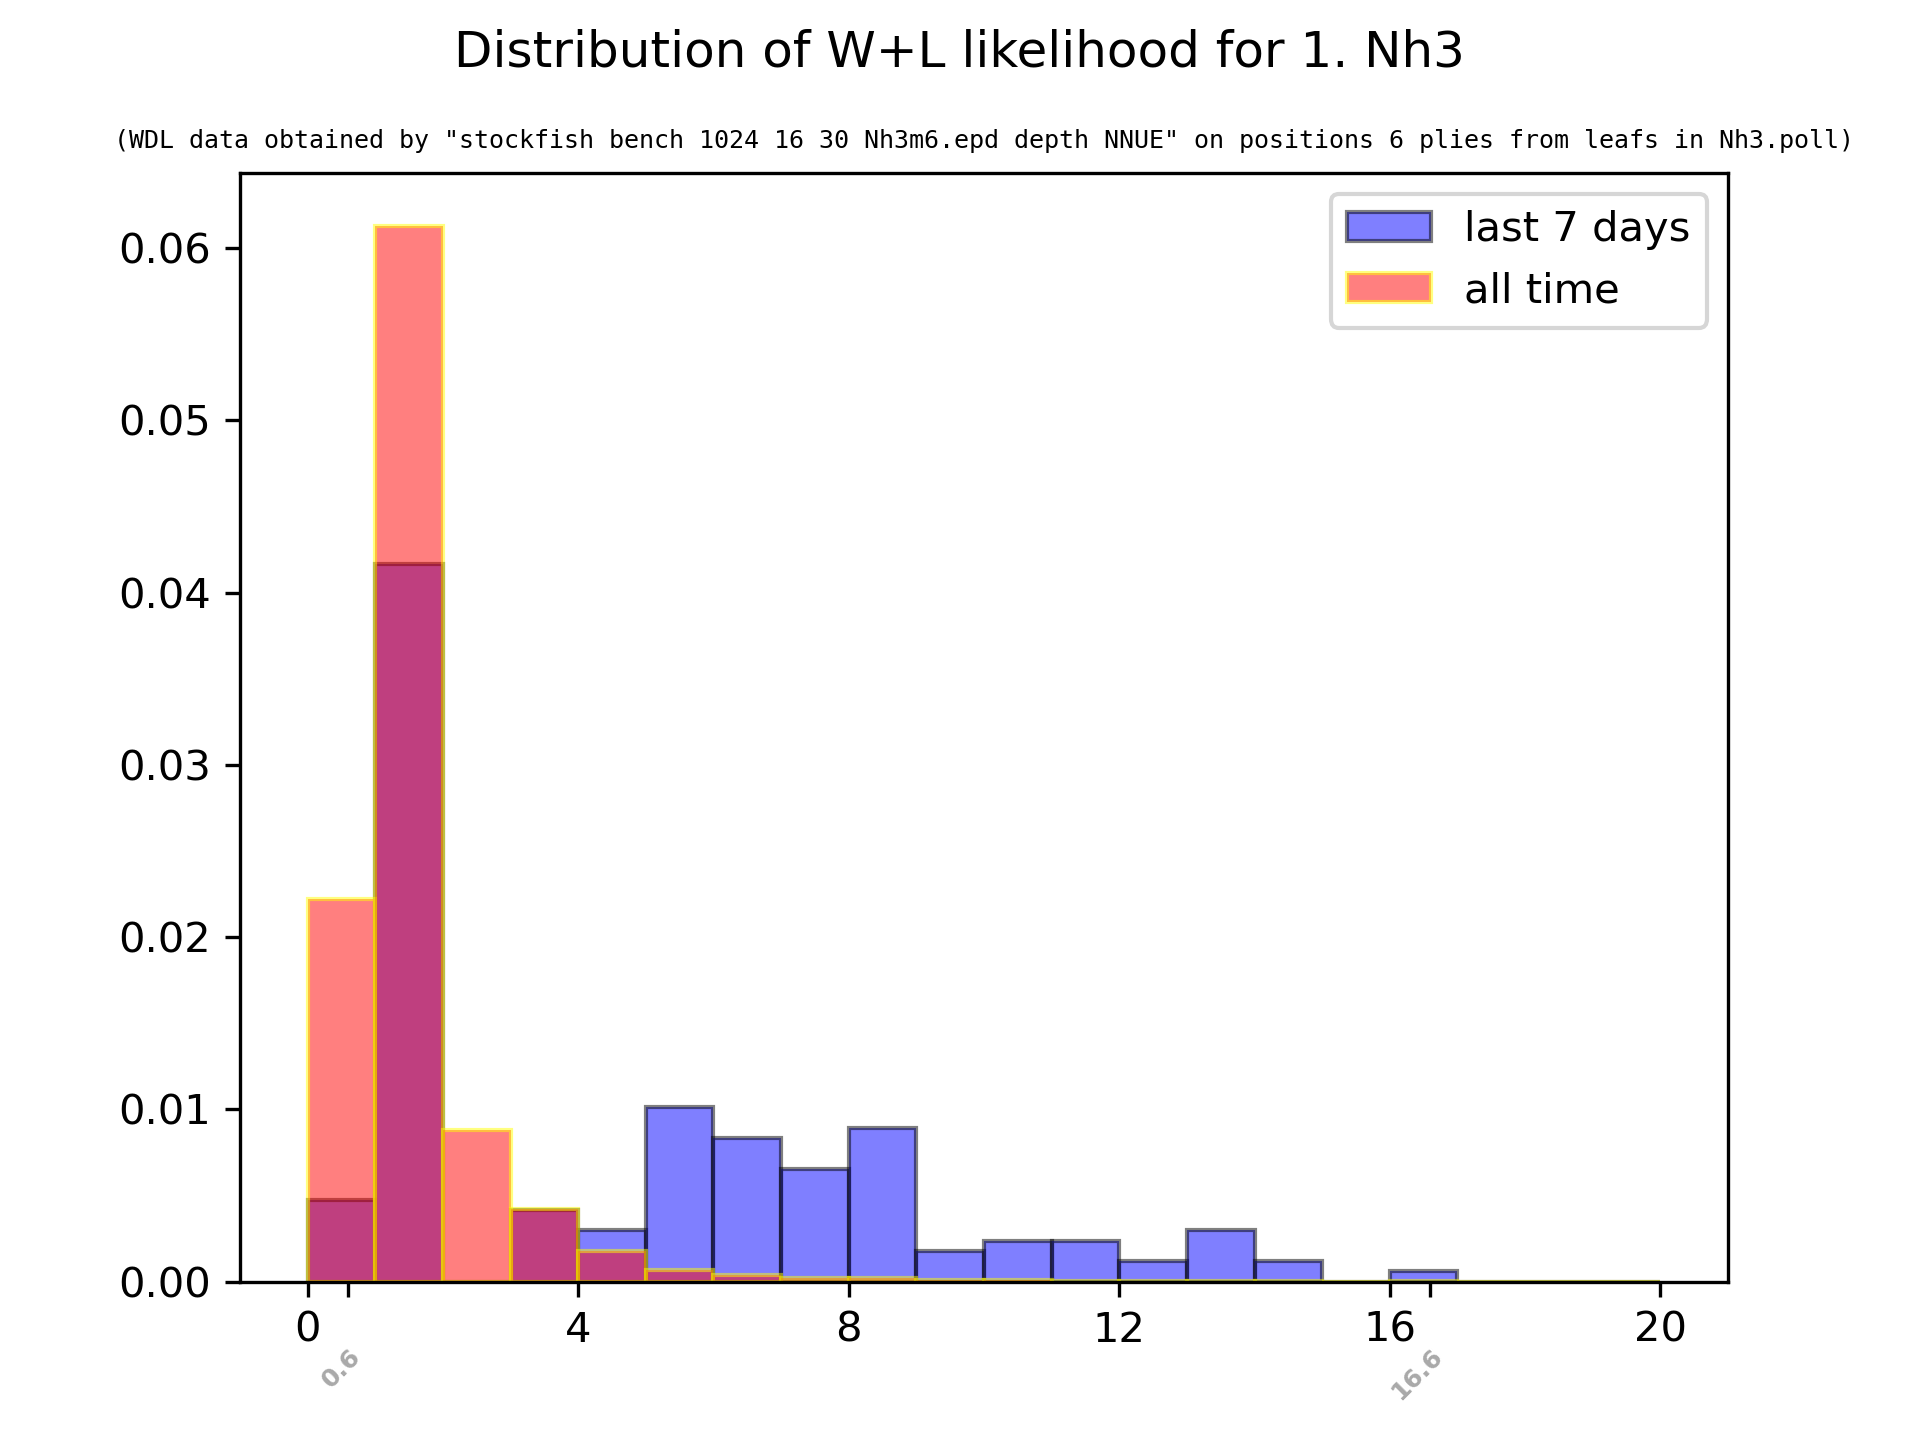 Distribution of W+L likelihood for 1. Nh3
(WDL data obtained by "stockfish bench 1024 16 30 Nh3m6.epd depth NNUE" on positions 6 plies from leafs in Nh3.poll)
last 7 days
all time
0.06
0.05
0.04
0.03
0.02
0.01
0.00
0 4 8 12 16 20
0.6 16.6